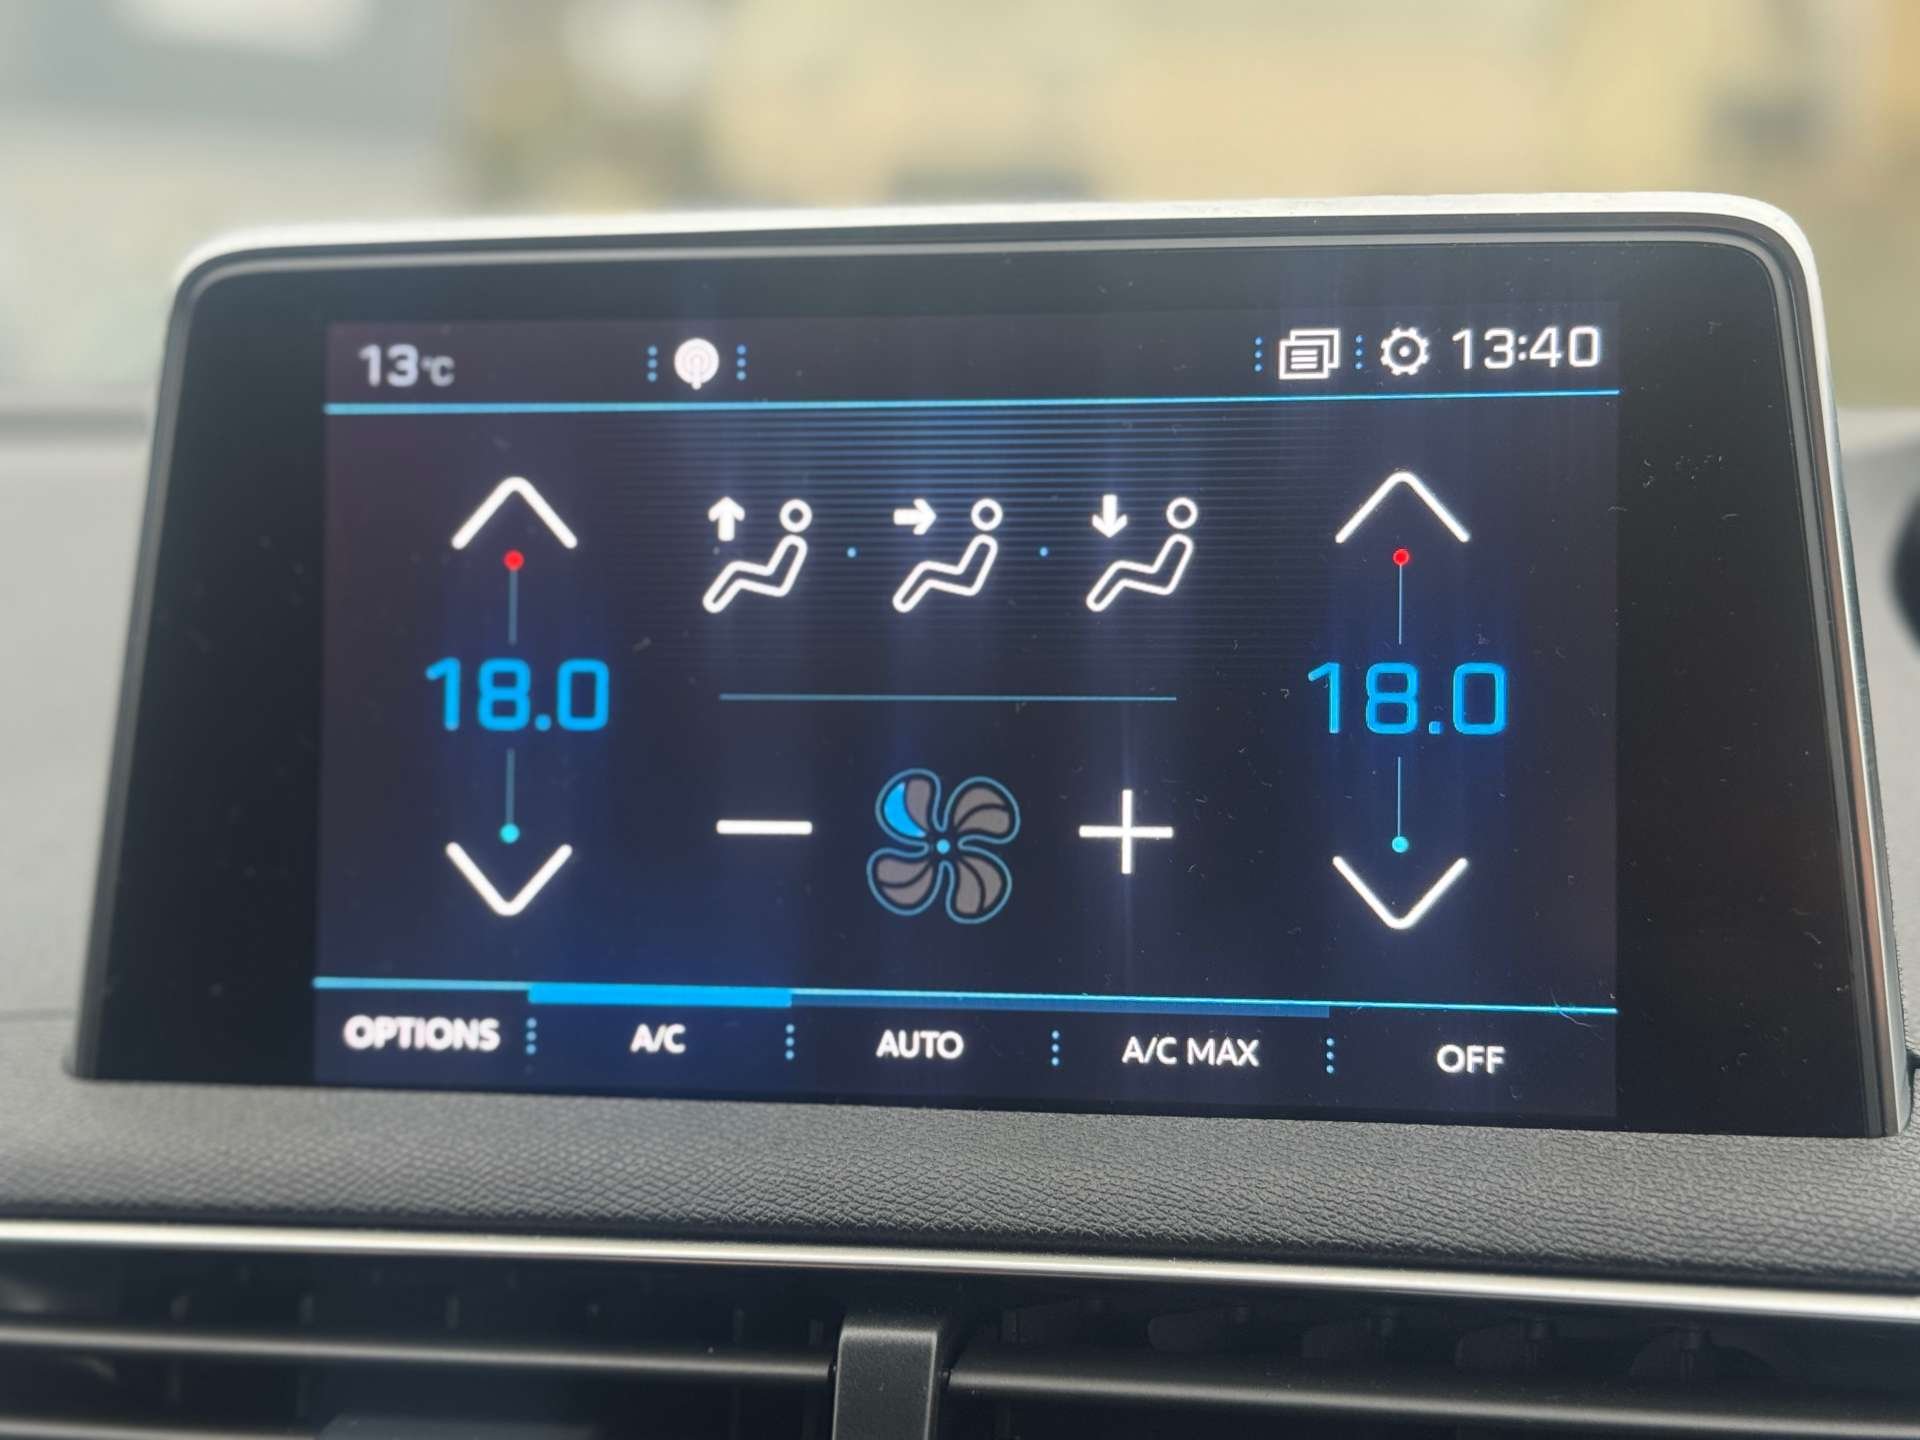 13°C 13:40
18.0 18.0
OPTIONS A/C AUTO A/C MAX OFF